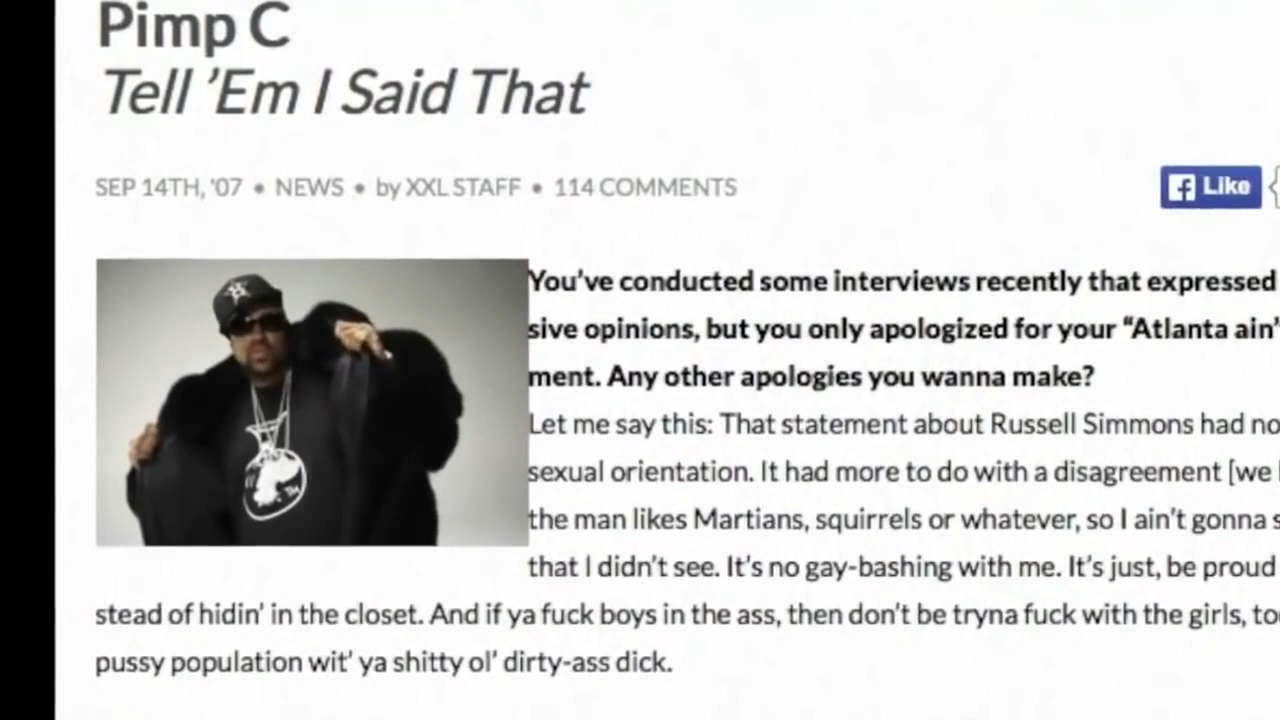 Pimp C
Tell 'Em I Said That
SEP 14TH, '07 • NEWS • by XXL STAFF • 114 COMMENTS
Like
You've conducted some interviews recently that expressed
sive opinions, but you only apologized for your “Atlanta ain'
ment. Any other apologies you wanna make?
Let me say this: That statement about Russell Simmons had no
sexual orientation. It had more to do with a disagreement [we
the man likes Martians, squirrels or whatever, so I ain't gonna s
that I didn't see. It's no gay-bashing with me. It's just, be proud
stead of hidin' in the closet. And if ya fuck boys in the ass, then don't be tryna fuck with the girls, to
pussy population wit' ya shitty ol' dirty-ass dick.